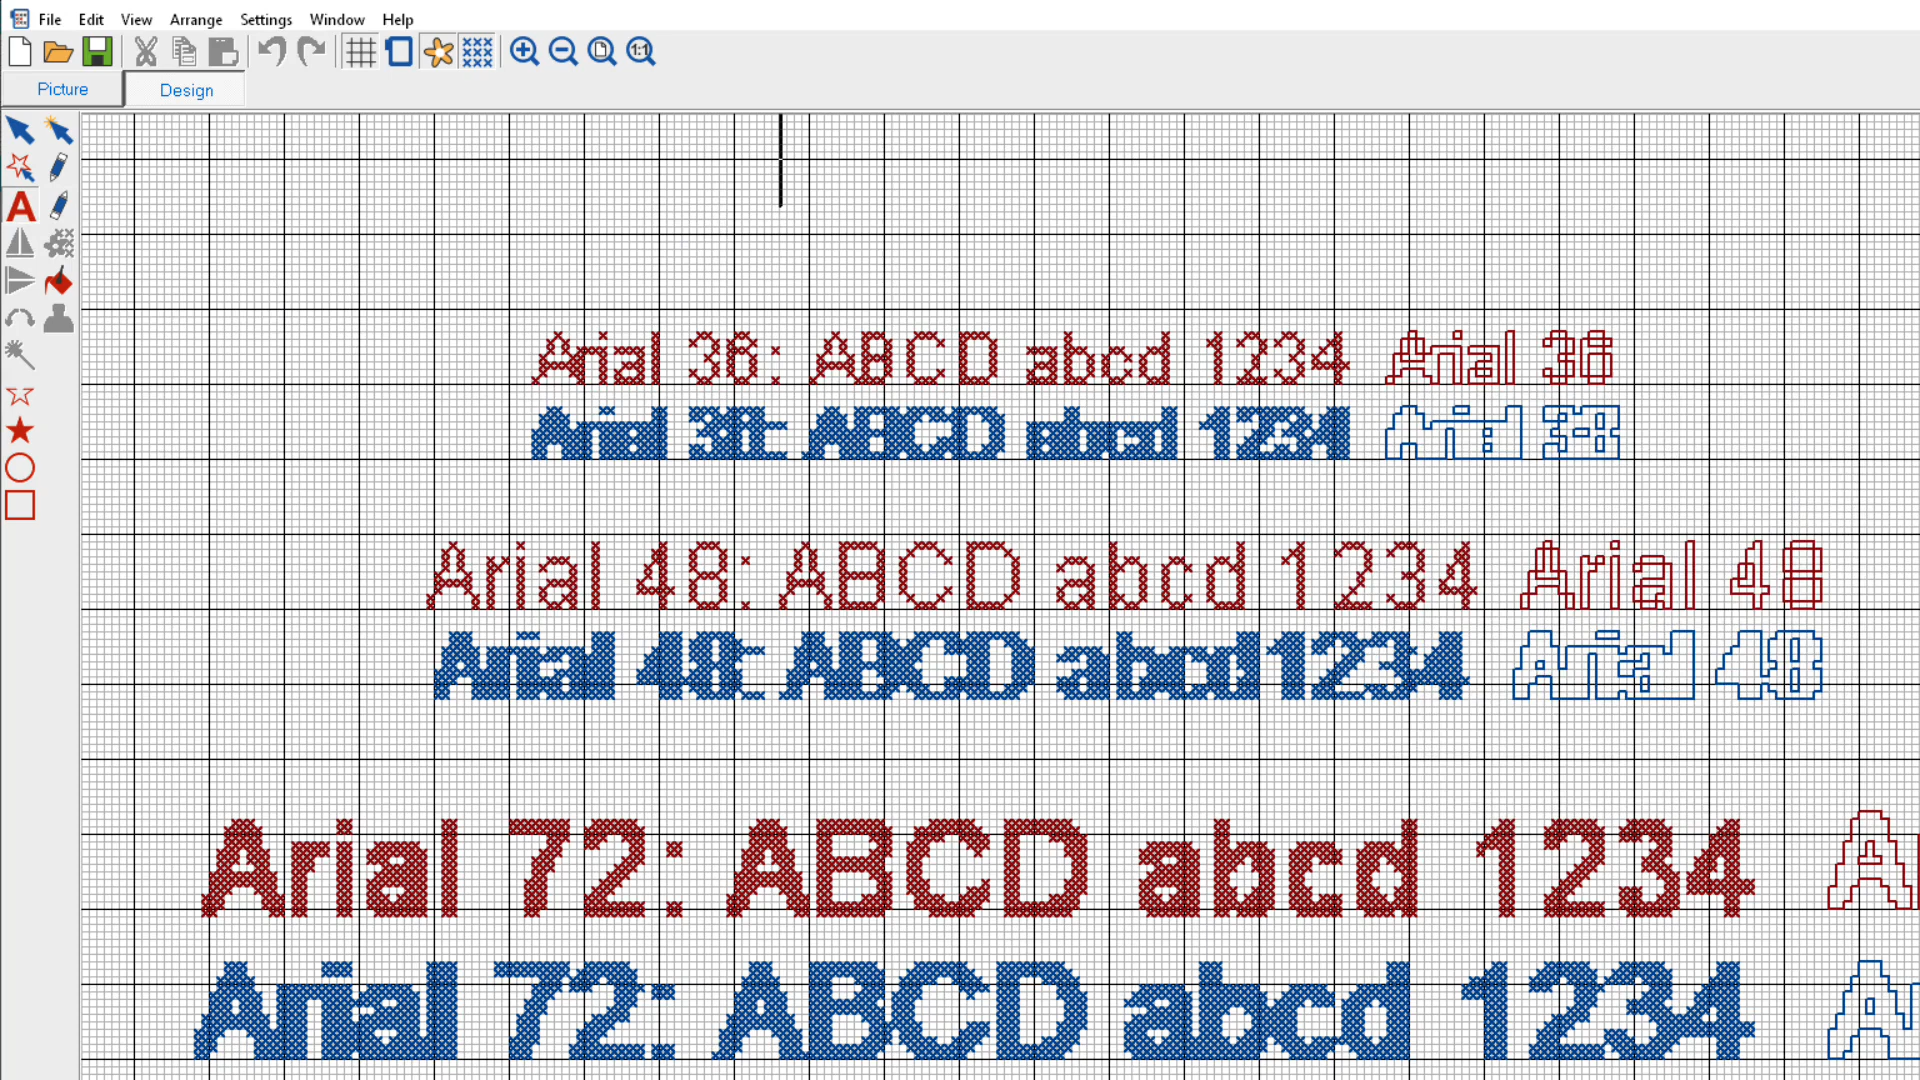 File Edit View Arrange Settings Window Help
1:1
Picture Design
A
Arial 36: ABCD abcd 1234 Arial 36
Arial 36: ABCD abcd 1234 Arial 36
Arial 48: ABCD abcd 1234 Arial 48
Arial 48: ABCD abcd 1234 Arial 48
Arial 72: ABCD abcd 1234 A
Arial 72: ABCD abcd 1234 A